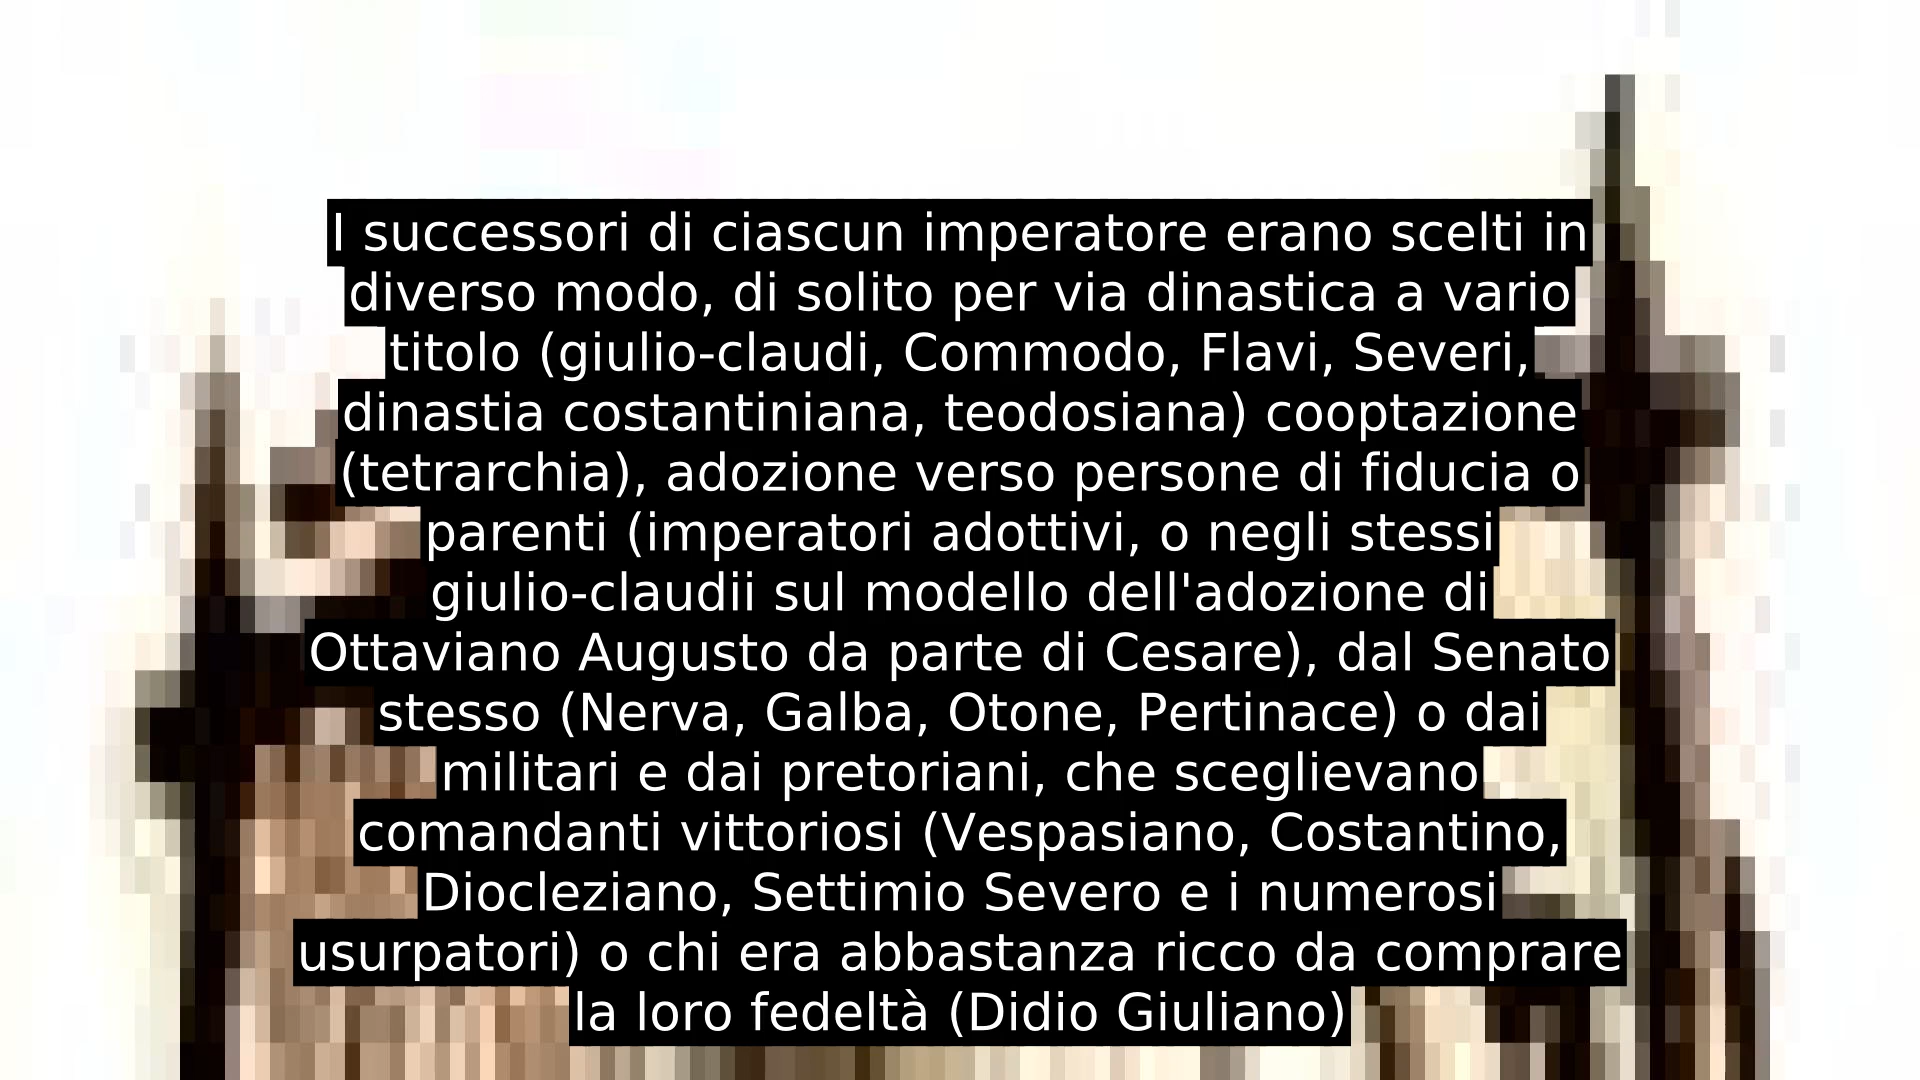 I successori di ciascun imperatore erano scelti in
diverso modo, di solito per via dinastica a vario
titolo (giulio-claudi, Commodo, Flavi, Severi,
dinastia costantiniana, teodosiana) cooptazione
(tetrarchia), adozione verso persone di fiducia o
parenti (imperatori adottivi, o negli stessi
giulio-claudii sul modello dell'adozione di
Ottaviano Augusto da parte di Cesare), dal Senato
stesso (Nerva, Galba, Otone, Pertinace) o dai
militari e dai pretoriani, che sceglievano
comandanti vittoriosi (Vespasiano, Costantino,
Diocleziano, Settimio Severo e i numerosi
usurpatori) o chi era abbastanza ricco da comprare
la loro fedeltà (Didio Giuliano)